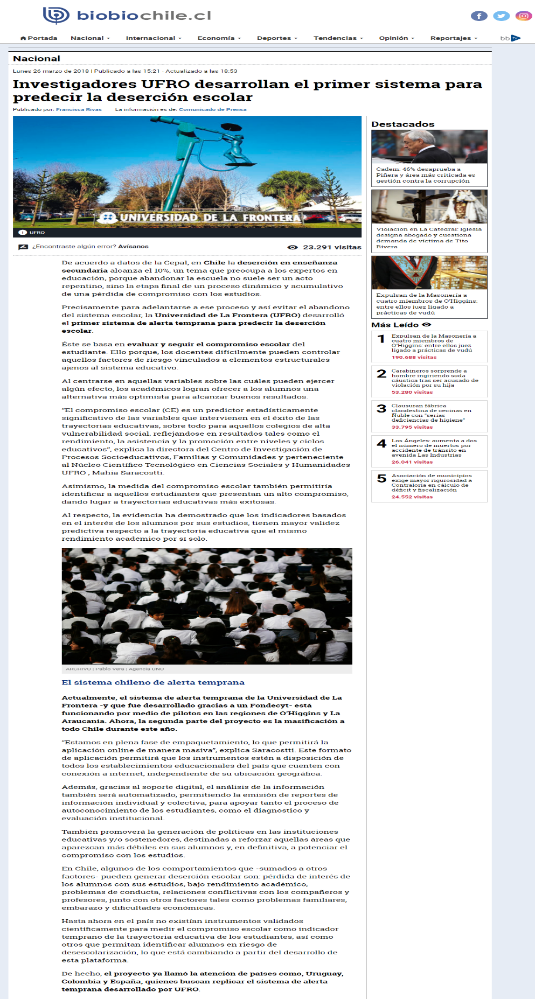 biobiochile.cl
Portada Nacional Internacional Economía Deportes Tendencias Opinión Reportajes bbtv
Nacional
Lunes 26 marzo de 2018 | Publicado a las 15:21 · Actualizado a las 18:53
Investigadores UFRO desarrollan el primer sistema para
predecir la deserción escolar
Publicado por: Francisca Rivas La información es de: Comunicado de Prensa
UNIVERSIDAD DE LA FRONTERA
UFRO
¿Encontraste algún error? Avísanos 23.291 visitas
De acuerdo a datos de la Cepal, en Chile la deserción en enseñanza
secundaria alcanza el 10%, un tema que preocupa a los expertos en
educación, porque abandonar la escuela no suele ser un acto
repentino, sino la etapa final de un proceso dinámico y acumulativo
de una pérdida de compromiso con los estudios.
Precisamente para adelantarse a ese proceso y así evitar el abandono
del sistema escolar, la Universidad de La Frontera (UFRO) desarrolló
el primer sistema de alerta temprana para predecir la deserción
escolar.
Éste se basa en evaluar y seguir el compromiso escolar del
estudiante. Ello porque, los docentes difícilmente pueden controlar
aquellos factores de riesgo vinculados a elementos estructurales
ajenos al sistema educativo.
Al centrarse en aquellas variables sobre las cuáles pueden ejercer
algún efecto, los académicos logran ofrecer a los alumnos una
alternativa más optimista para alcanzar buenos resultados.
“El compromiso escolar (CE) es un predictor estadísticamente
significativo de las variables que intervienen en el éxito de las
trayectorias educativas, sobre todo para aquellos colegios de alta
vulnerabilidad social, reflejándose en resultados tales como el
rendimiento, la asistencia y la promoción entre niveles y ciclos
educativos”, explica la directora del Centro de Investigación de
Procesos Socioeducativos, Familias y Comunidades y perteneciente
al Núcleo Científico Tecnológico en Ciencias Sociales y Humanidades
UFRO , Mahia Saracostti.
Asimismo, la medida del compromiso escolar también permitiría
identificar a aquellos estudiantes que presentan un alto compromiso,
dando lugar a trayectorias educativas más exitosas.
Al respecto, la evidencia ha demostrado que los indicadores basados
en el interés de los alumnos por sus estudios, tienen mayor validez
predictiva respecto a la trayectoria educativa que el mismo
rendimiento académico por sí solo.
ARCHIVO | Pablo Vera | Agencia UNO
El sistema chileno de alerta temprana
Actualmente, el sistema de alerta temprana de la Universidad de La
Frontera -y que fue desarrollado gracias a un Fondecyt- está
funcionando por medio de pilotos en las regiones de O’Higgins y La
Araucanía. Ahora, la segunda parte del proyecto es la masificación a
todo Chile durante este año.
“Estamos en plena fase de empaquetamiento, lo que permitirá la
aplicación online de manera masiva”, explica Saracostti. Este formato
de aplicación permitirá que los instrumentos estén a disposición de
todos los establecimientos educacionales del país que cuenten con
conexión a internet, independiente de su ubicación geográfica.
Además, gracias al soporte digital, el análisis de la información
también será automatizado, permitiendo la emisión de reportes de
información individual y colectiva, para apoyar tanto el proceso de
autoconocimiento de los estudiantes, como el diagnóstico y
evaluación institucional.
También promoverá la generación de políticas en las instituciones
educativas y/o sostenedores, destinadas a reforzar aquellas áreas que
aparezcan más débiles en sus alumnos y, en definitiva, a potenciar el
compromiso con los estudios.
En Chile, algunos de los comportamientos que -sumados a otros
factores- pueden generar deserción escolar son: pérdida de interés de
los alumnos con sus estudios, bajo rendimiento académico,
problemas de conducta, relaciones conflictivas con los compañeros y
profesores, junto con otros factores tales como problemas familiares,
embarazo y dificultades económicas.
Hasta ahora en el país no existían instrumentos validados
científicamente para medir el compromiso escolar como indicador
temprano de la trayectoria educativa de los estudiantes, así como
otros que permitan identificar alumnos en riesgo de
desescolarización, lo que está cambiando a partir del desarrollo de
esta plataforma.
De hecho, el proyecto ya llamó la atención de países como, Uruguay,
Colombia y España, quienes buscan replicar el sistema de alerta
temprana desarrollado por UFRO.
Destacados
Cadem: 46% desaprueba a
Piñera y área más criticada es
gestión contra la corrupción
Violación en La Catedral: Iglesia
designa abogado y cuestiona
demanda de víctima de Tito
Rivera
Expulsan de la Masonería a
cuatro miembros de O'Higgins:
entre ellos juez ligado a
prácticas de vudú
Más Leído
1 Expulsan de la Masonería a
cuatro miembros de
O'Higgins: entre ellos juez
ligado a prácticas de vudú
190.688 visitas
2 Carabineros sorprende a
hombre ingiriendo soda
cáustica tras ser acusado de
violación por su hija
53.280 visitas
3 Clausuran fábrica
clandestina de cecinas en
Ñuble con "serias
deficiencias de higiene"
33.795 visitas
4 Los Ángeles: aumenta a dos
el número de muertos por
accidente de tránsito en
avenida Las Industrias
26.041 visitas
5 Asociación de municipios
exige mayor rigurosidad a
Contraloría en cálculo de
déficit y fiscalización
24.552 visitas